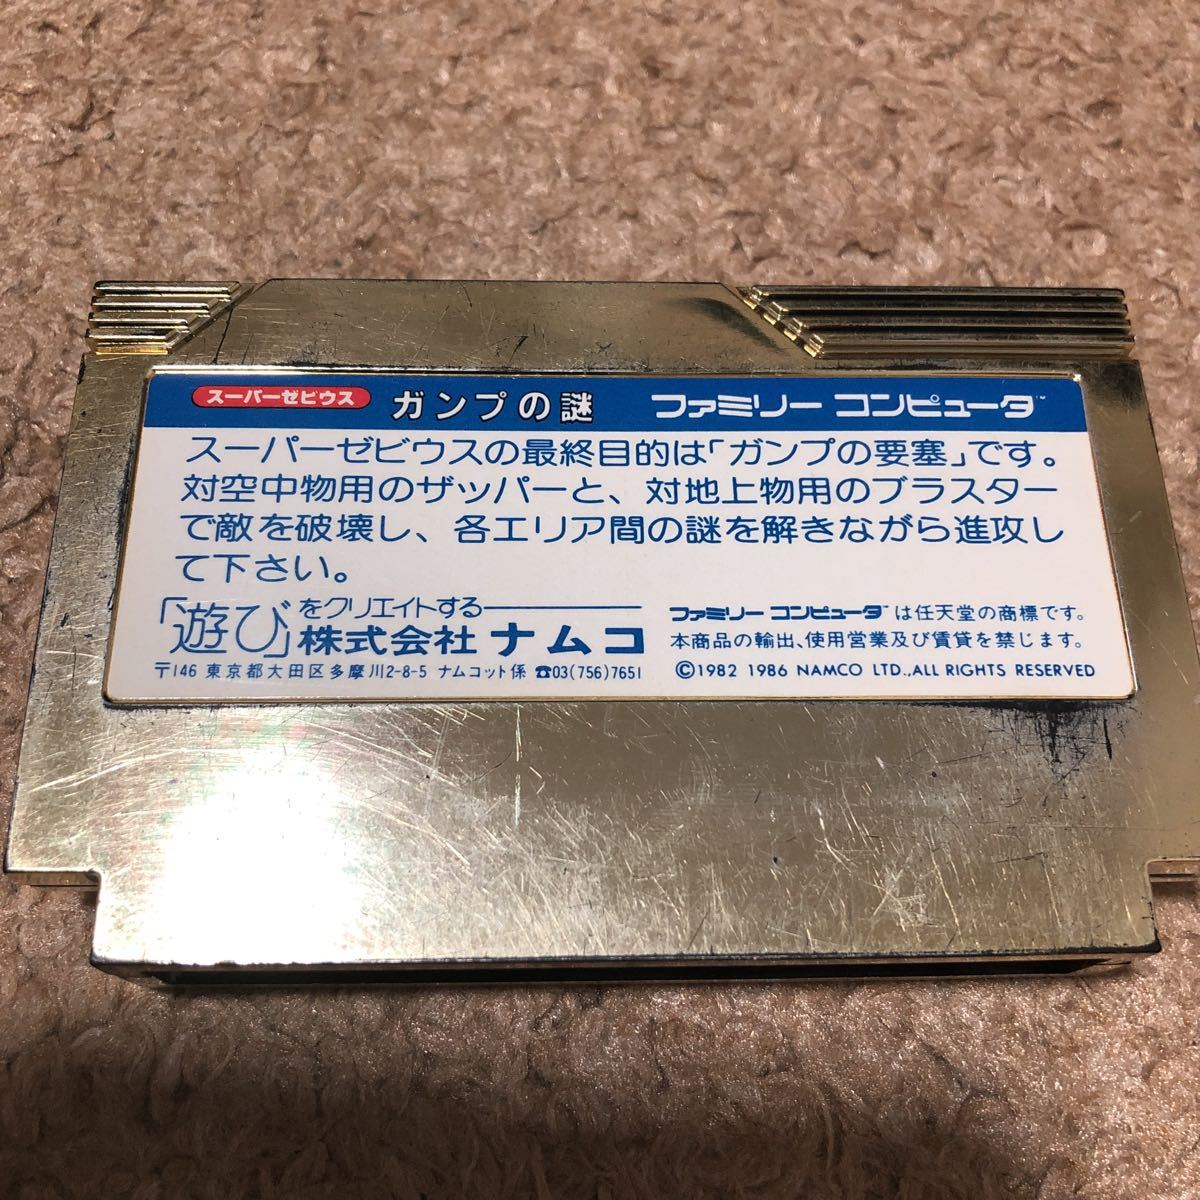 スーパーゼビウス ガンプの謎 ファミリーコンピュータ™
スーパーゼビウスの最終目的は「ガンプの要塞」です。
対空中物用のザッパーと、対地上物用のブラスター
で敵を破壊し、各エリア間の謎を解きながら進攻し
て下さい。
「遊び」をクリエイトする
株式会社ナムコ
〒146 東京都大田区多摩川2-8-5 ナムコット係 ☎03(756)7651
ファミリーコンピュータ™は任天堂の商標です。
本商品の輸出、使用営業及び賃貸を禁じます。
©1982 1986 NAMCO LTD.,ALL RIGHTS RESERVED